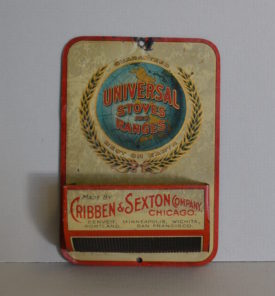 GUARANTEED
UNIVERSAL
STOVES
AND
RANGES
BEST ON EARTH
MADE BY
CRIBBEN & SEXTON COMPANY,
CHICAGO.
DENVER, MINNEAPOLIS, WICHITA,
PORTLAND, SAN FRANCISCO.